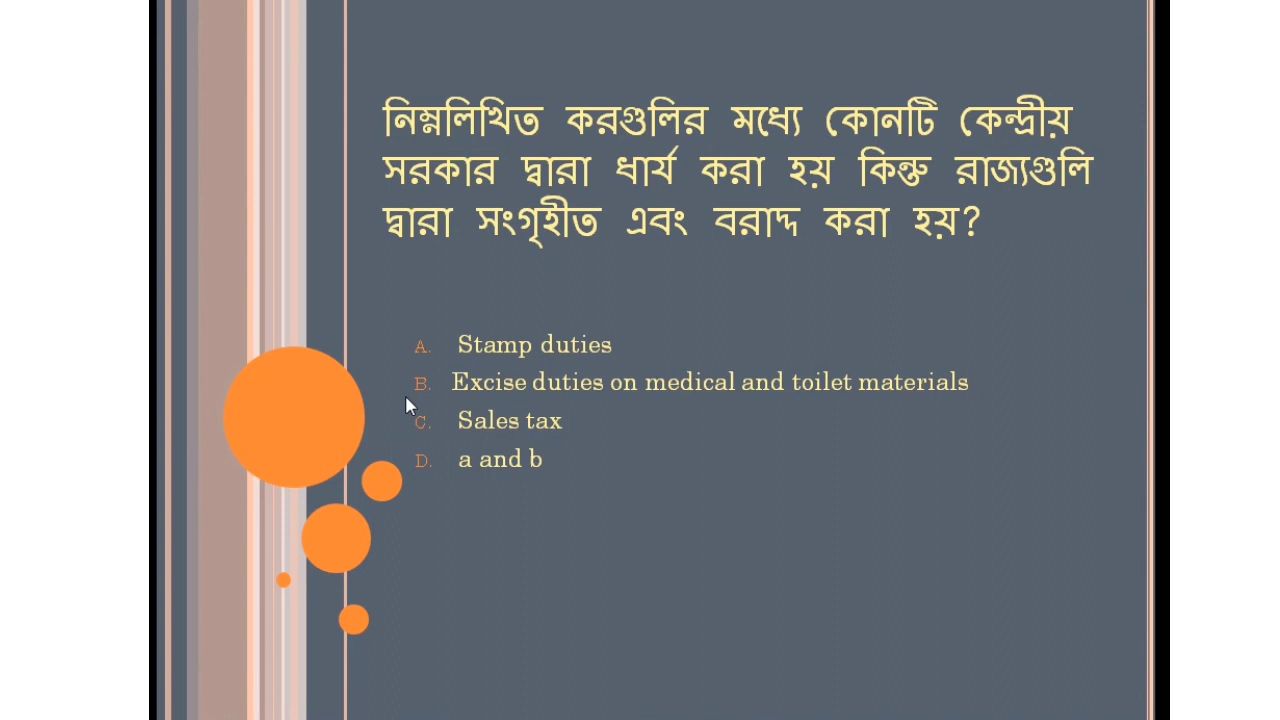 নিম্নলিখিত করগুলির মধ্যে কোনটি কেন্দ্রীয়
সরকার দ্বারা ধার্য করা হয় কিন্তু রাজ্যগুলি
দ্বারা সংগৃহীত এবং বরাদ্দ করা হয়?
A. Stamp duties
B. Excise duties on medical and toilet materials
C. Sales tax
D. a and b